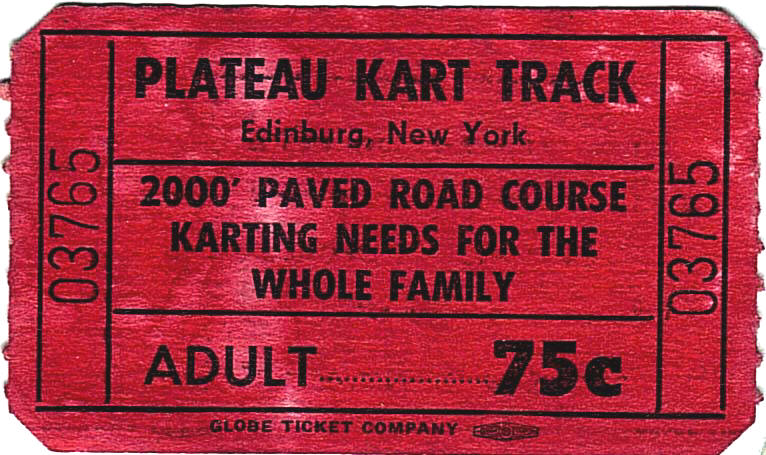 PLATEAU KART TRACK
Edinburg, New York
2000' PAVED ROAD COURSE
KARTING NEEDS FOR THE
WHOLE FAMILY
ADULT...................75c
GLOBE TICKET COMPANY
03765
03765